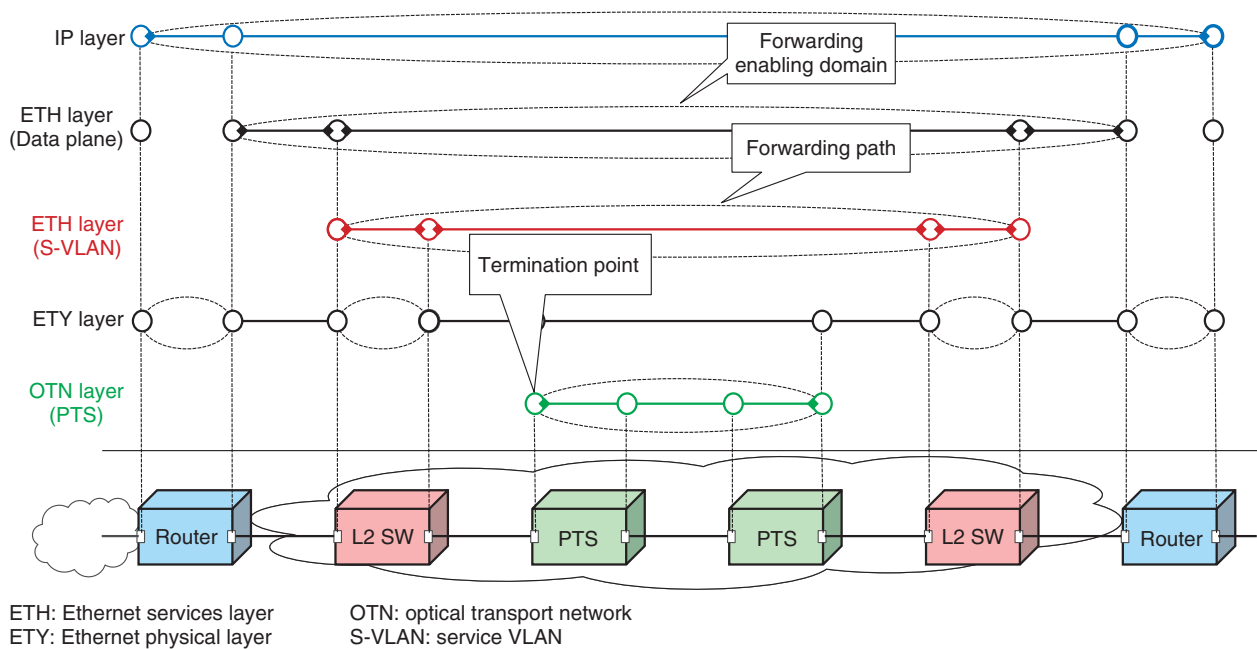 IP layer
Forwarding
enabling domain
ETH layer
(Data plane)
Forwarding path
ETH layer
(S-VLAN)
Termination point
ETY layer
OTN layer
(PTS)
Router
L2 SW
PTS
PTS
L2 SW
Router
ETH: Ethernet services layer
OTN: optical transport network
ETY: Ethernet physical layer
S-VLAN: service VLAN